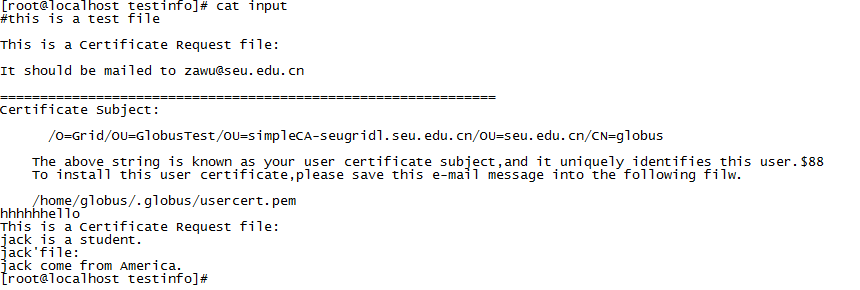 [root@localhost testinfo]# cat input
#this is a test file
This is a Certificate Request file:
It should be mailed to zawu@seu.edu.cn
==============================================================
Certificate Subject:
/O=Grid/OU=GlobusTest/OU=simpleCA-seugridl.seu.edu.cn/OU=seu.edu.cn/CN=globus
The above string is known as your user certificate subject,and it uniquely identifies this user.$88
To install this user certificate,please save this e-mail message into the following filw.
/home/globus/.globus/usercert.pem
hhhhhhello
This is a Certificate Request file:
jack is a student.
jack'file:
jack come from America.
[root@localhost testinfo]#